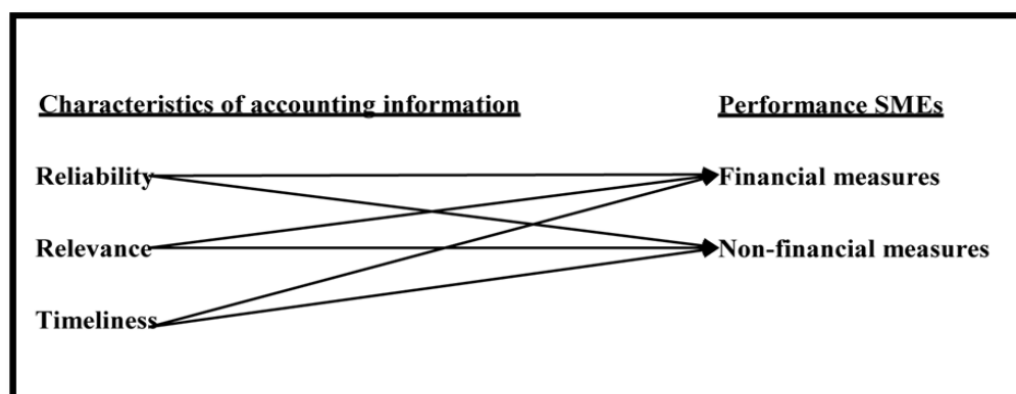 Characteristics of accounting information
Performance SMEs
Reliability
Financial measures
Relevance
Non-financial measures
Timeliness